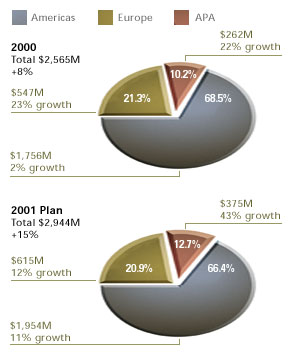 Americas Europe APA
2000
Total $2,565M
+8%
$262M
22% growth
$547M
23% growth
10.2%
21.3%
68.5%
$1,756M
2% growth
2001 Plan
Total $2,944M
+15%
$375M
43% growth
$615M
12% growth
12.7%
20.9%
66.4%
$1,954M
11% growth